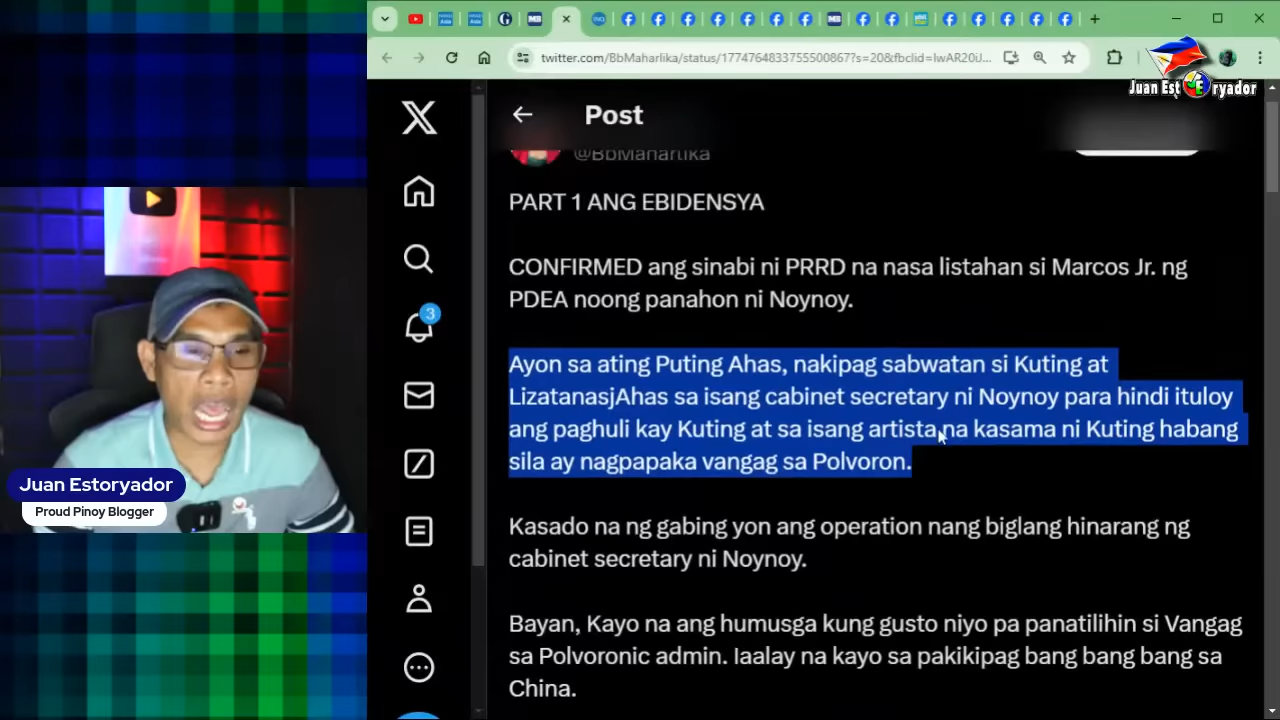 twitter.com/BbMaharlika/status/1774764833755500867?s=20&fbclid=IwAR20iJ...
Juan Est ryador
Post
@BbMaharlika
PART 1 ANG EBIDENSYA
CONFIRMED ang sinabi ni PRRD na nasa listahan si Marcos Jr. ng
PDEA noong panahon ni Noynoy.
Ayon sa ating Puting Ahas, nakipag sabwatan si Kuting at
LizatanasjAhas sa isang cabinet secretary ni Noynoy para hindi ituloy
ang paghuli kay Kuting at sa isang artista na kasama ni Kuting habang
sila ay nagpapaka vangag sa Polvoron.
Kasado na ng gabing yon ang operation nang biglang hinarang ng
cabinet secretary ni Noynoy.
Bayan, Kayo na ang humusga kung gusto niyo pa panatilihin si Vangag
sa Polvoronic admin. Iaalay na kayo sa pakikipag bang bang bang sa
China.
3
Juan Estoryador
Proud Pinoy Blogger